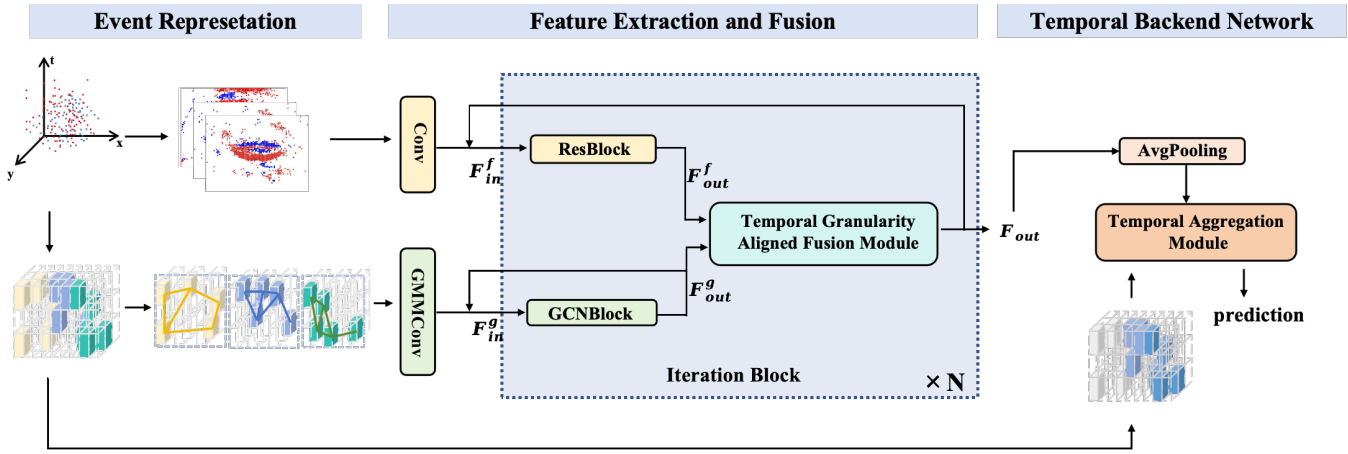 Event Represetation
Feature Extraction and Fusion
Temporal Backend Network
t
x
y
Conv
F^f_in
ResBlock
F^f_out
Temporal Granularity
Aligned Fusion Module
F_out
AvgPooling
Temporal Aggregation
Module
GMMConv
F^g_in
GCNBlock
F^g_out
prediction
Iteration Block
× N